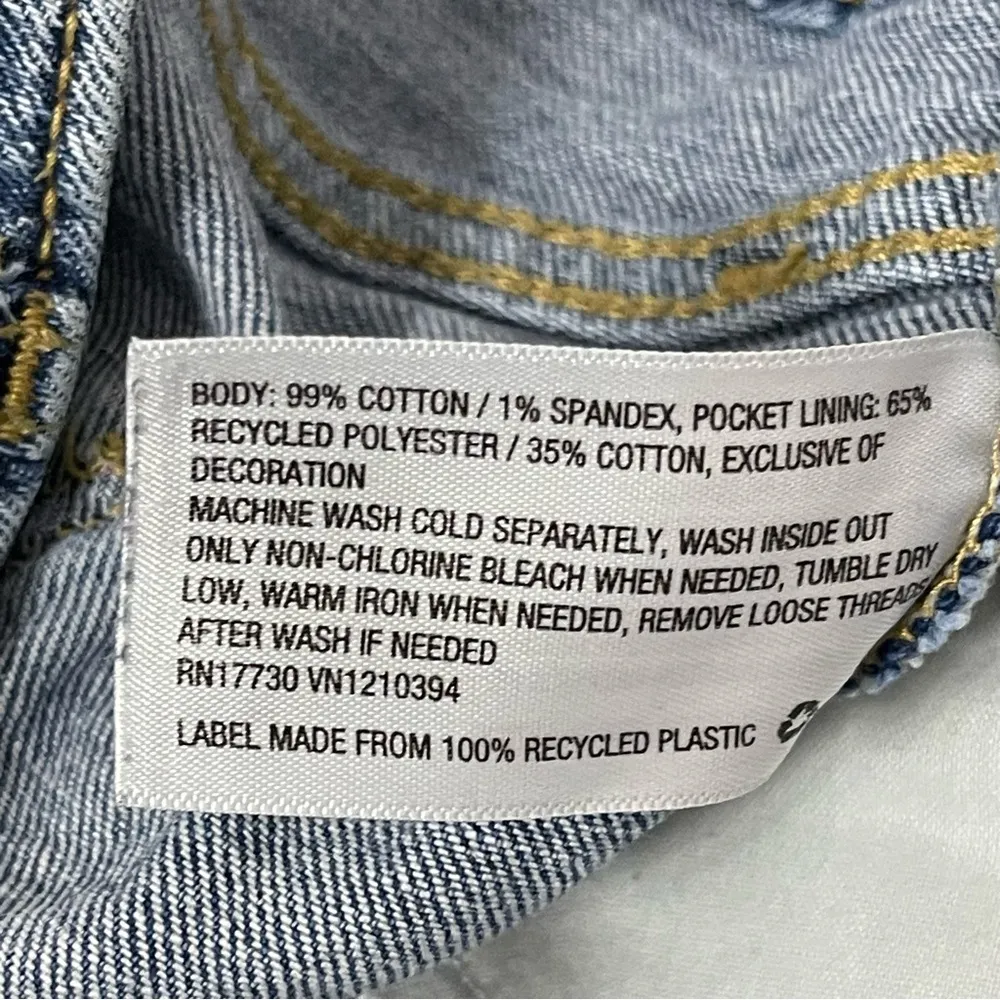 BODY: 99% COTTON / 1% SPANDEX, POCKET LINING: 65%
RECYCLED POLYESTER / 35% COTTON, EXCLUSIVE OF
DECORATION
MACHINE WASH COLD SEPARATELY, WASH INSIDE OUT
ONLY NON-CHLORINE BLEACH WHEN NEEDED, TUMBLE DRY
LOW, WARM IRON WHEN NEEDED, REMOVE LOOSE THREADS
AFTER WASH IF NEEDED
RN17730 VN1210394
LABEL MADE FROM 100% RECYCLED PLASTIC